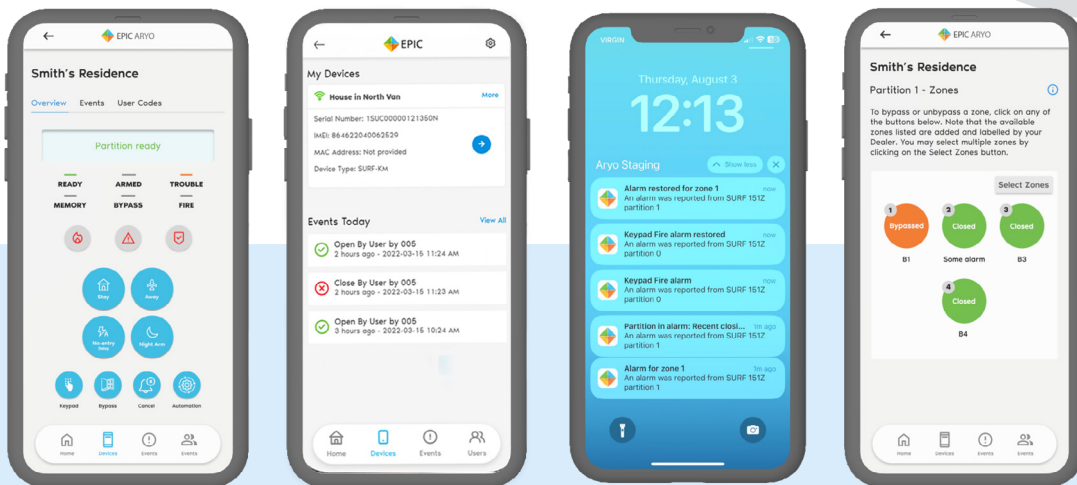 EPIC ARYO
Smith's Residence
Overview Events User Codes
Partition ready
READY ARMED TROUBLE
MEMORY BYPASS FIRE
Stay Away
No-entry Delay Night Arm
Keypad Bypass Cancel Automation
Home Devices Events Events
EPIC
My Devices
House in North Van More
Serial Number: 1SUC00000121350N
IMEI: 864622040062529
MAC Address: Not provided
Device Type: SURF-KM
Events Today View All
Open By User by 005
2 hours ago - 2022-03-15 11:24 AM
Close By User by 005
2 hours ago - 2022-03-15 11:23 AM
Open By User by 005
3 hours ago - 2022-03-15 10:24 AM
Home Devices Events Users
VIRGIN
Thursday, August 3
12:13
Aryo Staging Show less
Alarm restored for zone 1 now
An alarm was reported from SURF 151Z
partition 1
Keypad Fire alarm restored now
An alarm was reported from SURF 151Z
partition 0
Keypad Fire alarm now
An alarm was reported from SURF 151Z
partition 0
Partition in alarm: Recent closi... 1m ago
An alarm was reported from SURF 151Z
partition 1
Alarm for zone 1 1m ago
An alarm was reported from SURF 151Z
partition 1
EPIC ARYO
Smith's Residence
Partition 1 - Zones
To bypass or unbypass a zone, click on any of
the buttons below. Note that the available
zones listed are added and labelled by your
Dealer. You may select multiple zones by
clicking on the Select Zones button.
Select Zones
1 2 3
Bypassed Closed Closed
B1 Some alarm B3
4
Closed
B4
Home Devices Events Events